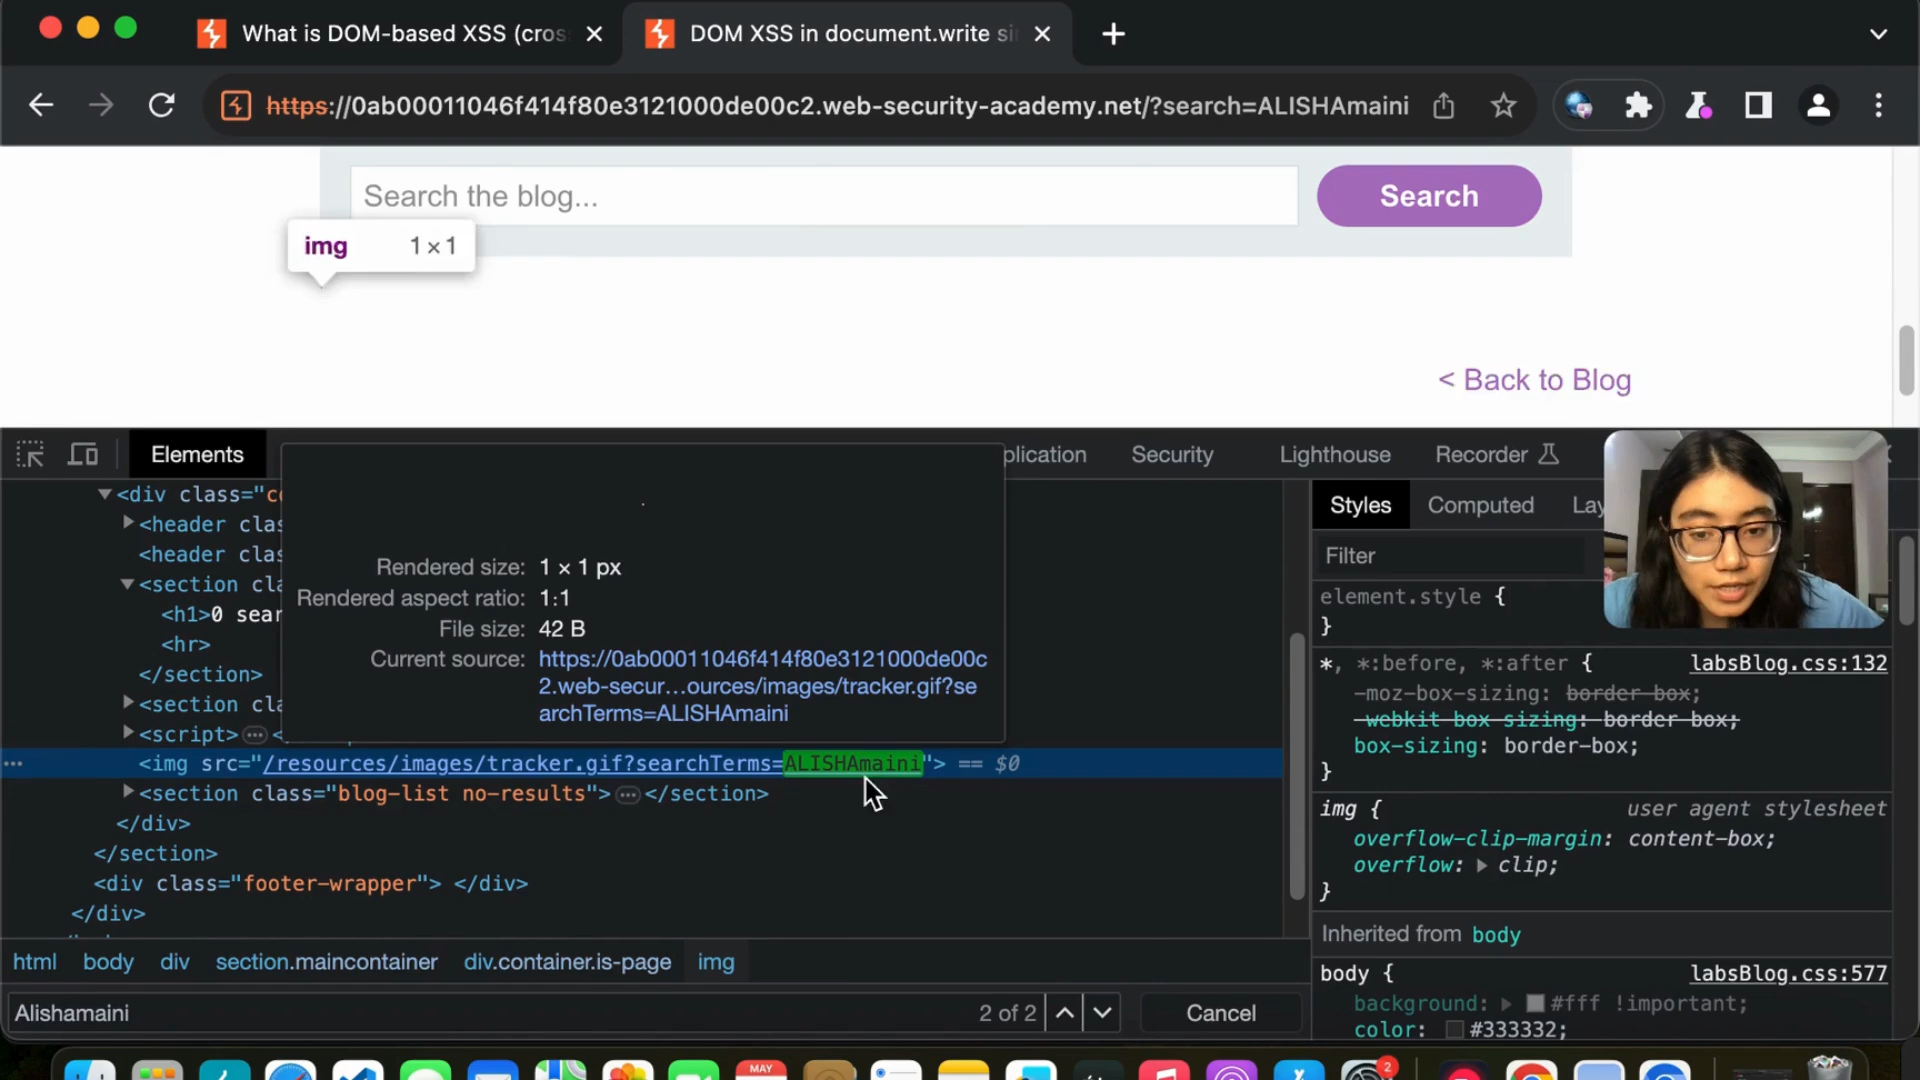 What is DOM-based XSS (cros
DOM XSS in document.write si
https://0ab00011046f414f80e3121000de00c2.web-security-academy.net/?search=ALISHAmaini
Search the blog...
Search
img 1 × 1
< Back to Blog
Elements
plication
Security
Lighthouse
Recorder
<div class="c
<header clas
<header clas
<section cla
<h1>0 sear
<hr>
</section>
<section cla
<script> … <
<img src="/resources/images/tracker.gif?searchTerms=ALISHAmaini"> == $0
<section class="blog-list no-results"> … </section>
</div>
</section>
<div class="footer-wrapper"> </div>
</div>
Rendered size: 1 × 1 px
Rendered aspect ratio: 1:1
File size: 42 B
Current source: https://0ab00011046f414f80e3121000de00c
2.web-secur…ources/images/tracker.gif?se
archTerms=ALISHAmaini
html body div section.maincontainer div.container.is-page img
Alishamaini
2 of 2
Cancel
Styles
Computed
Lay
Filter
element.style {
}
*, *:before, *:after { labsBlog.css:132
-moz-box-sizing: border-box;
-webkit-box-sizing: border-box;
box-sizing: border-box;
}
img { user agent stylesheet
overflow-clip-margin: content-box;
overflow: ▸ clip;
}
Inherited from body
body { labsBlog.css:577
background: ▸ #fff !important;
color: #333332;
MAY
2